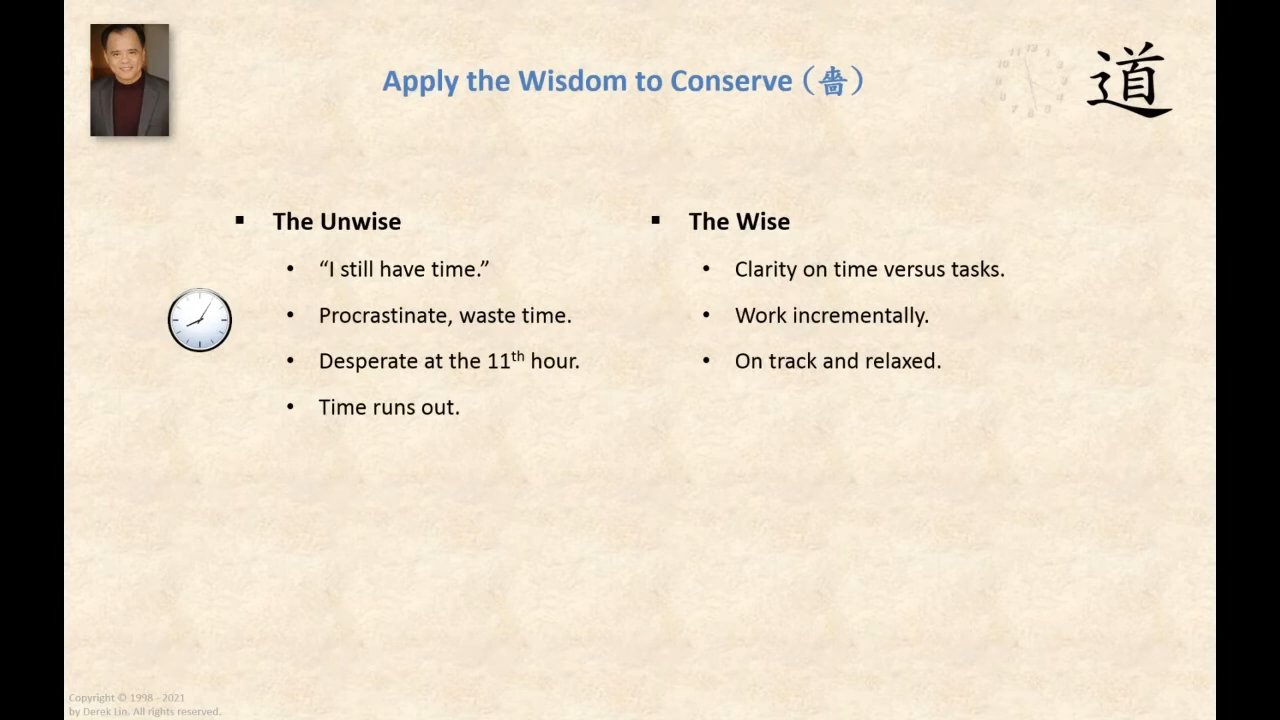 Apply the Wisdom to Conserve（嗇）
道
▪ The Unwise
• “I still have time.”
• Procrastinate, waste time.
• Desperate at the 11th hour.
• Time runs out.
▪ The Wise
• Clarity on time versus tasks.
• Work incrementally.
• On track and relaxed.
Copyright © 1998 - 2021
by Derek Lin. All rights reserved.